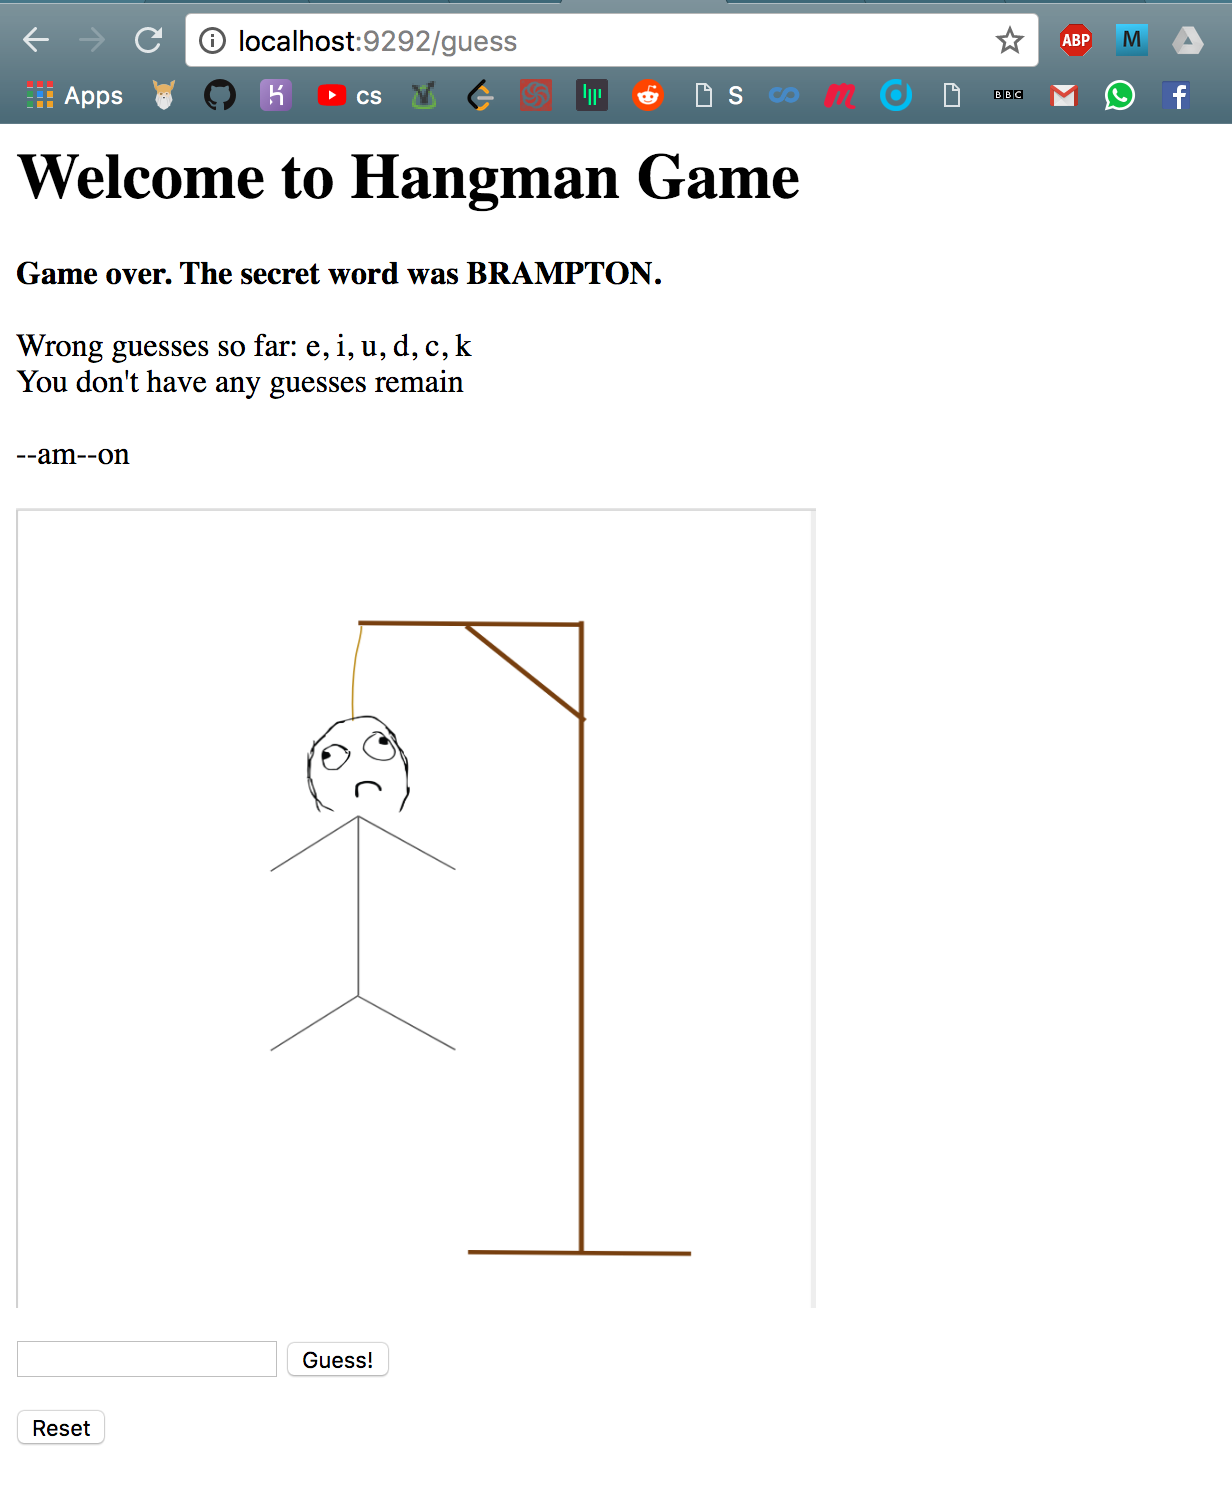 localhost:9292/guess
ABP
M
Apps
cs
S
BBC
Welcome to Hangman Game
Game over. The secret word was BRAMPTON.
Wrong guesses so far: e, i, u, d, c, k
You don't have any guesses remain
--am--on
Guess!
Reset